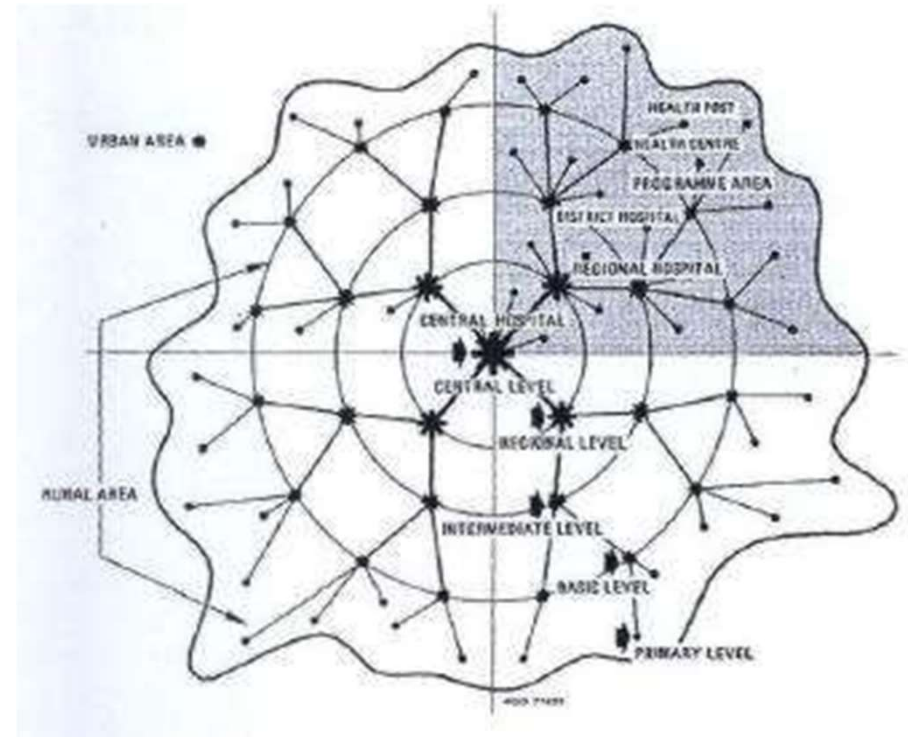 HEALTH POST
URBAN AREA
HEALTH CENTRE
PROGRAMME AREA
DISTRICT HOSPITAL
REGIONAL HOSPITAL
CENTRAL HOSPITAL
CENTRAL LEVEL
REGIONAL LEVEL
RURAL AREA
INTERMEDIATE LEVEL
BASIC LEVEL
PRIMARY LEVEL